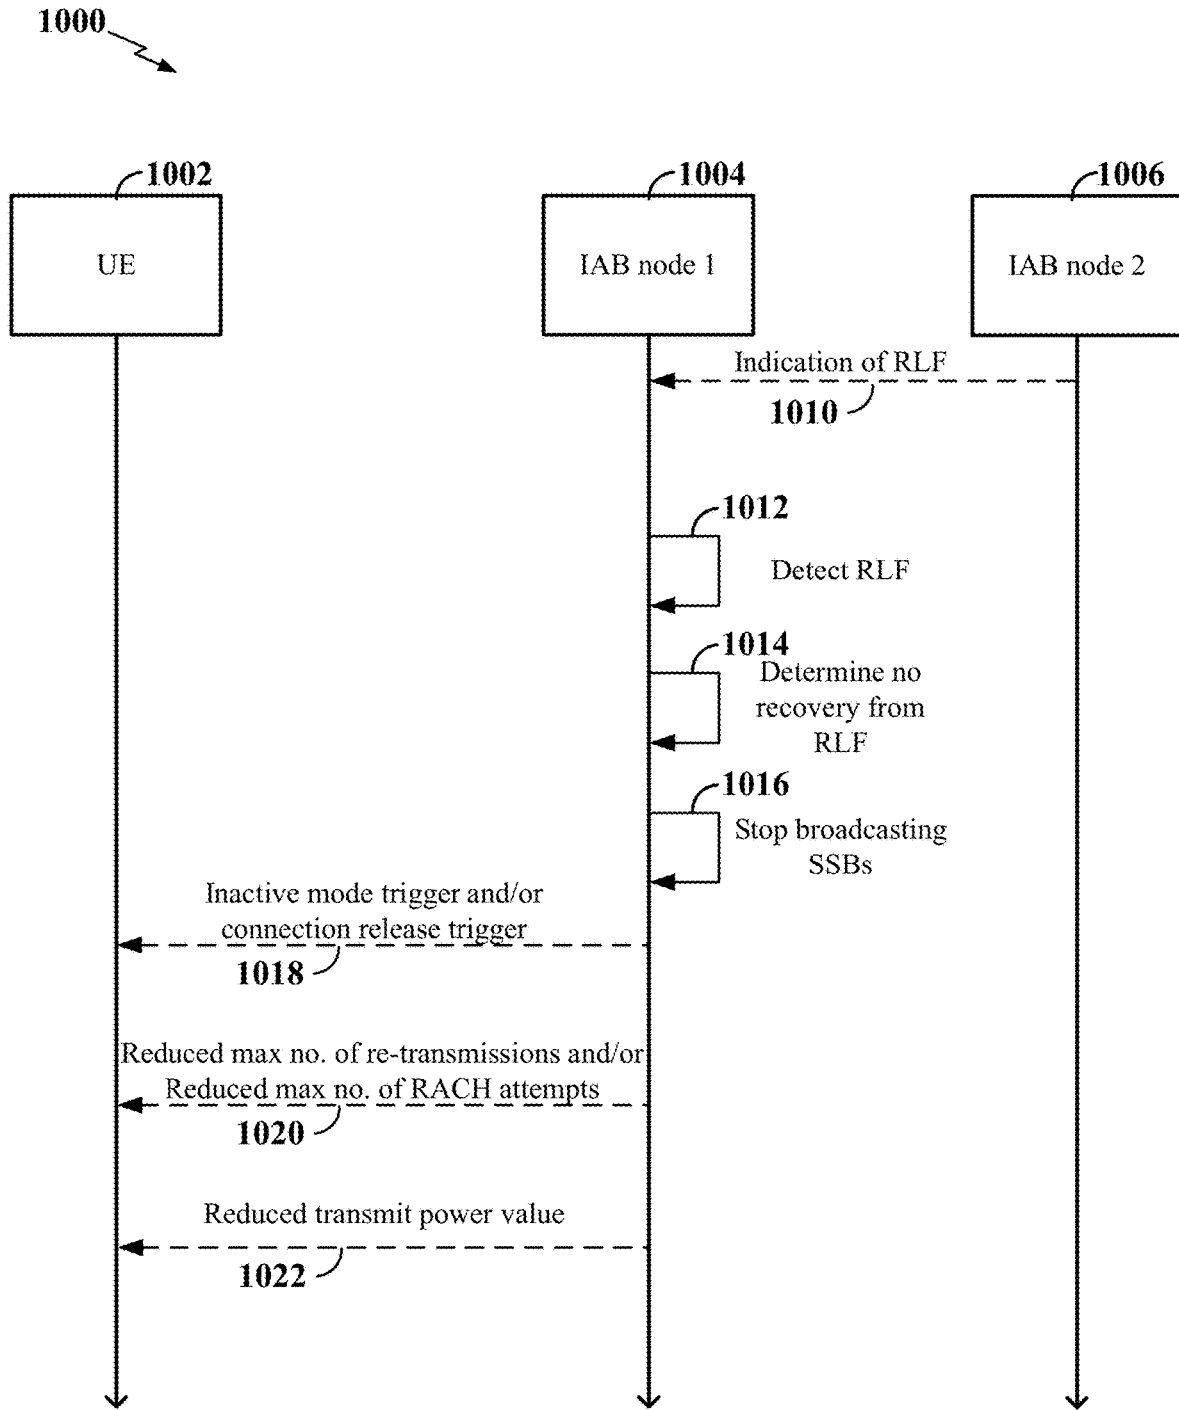 1000
1002
1004
1006
UE
IAB node 1
IAB node 2
Indication of RLF
1010
1012
Detect RLF
1014
Determine no
recovery from
RLF
1016
Stop broadcasting
SSBs
Inactive mode trigger and/or
connection release trigger
1018
Reduced max no. of re-transmissions and/or
Reduced max no. of RACH attempts
1020
Reduced transmit power value
1022